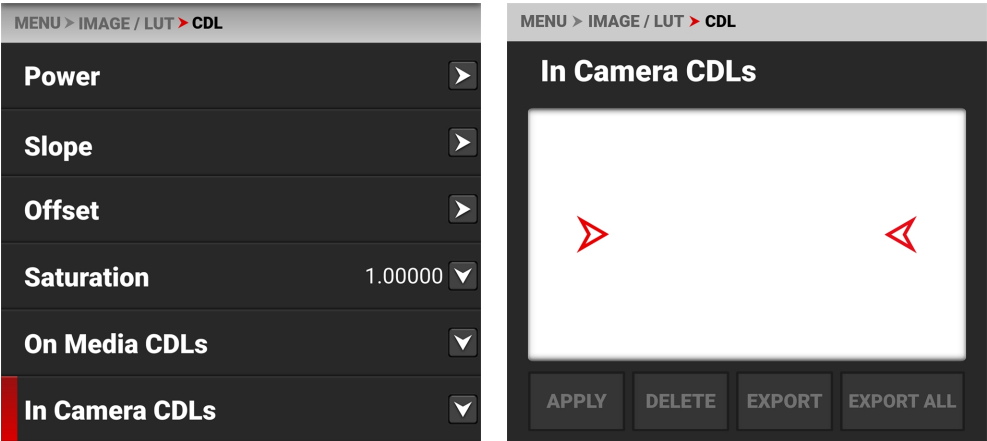 MENU > IMAGE / LUT > CDL
Power
Slope
Offset
Saturation 1.00000
On Media CDLs
In Camera CDLs
MENU > IMAGE / LUT > CDL
In Camera CDLs
APPLY DELETE EXPORT EXPORT ALL